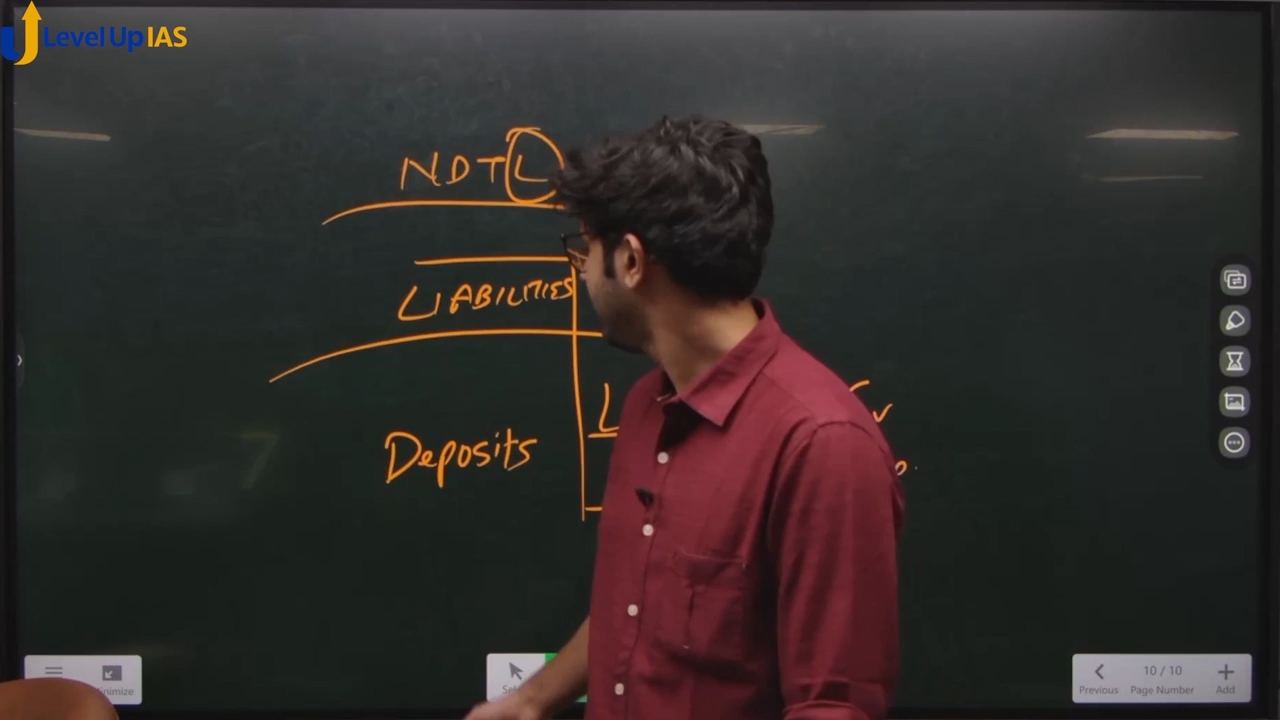 Level Up IAS
NDTL
LIABILITIES
Deposits
L
Previous
10 / 10
Page Number
Add